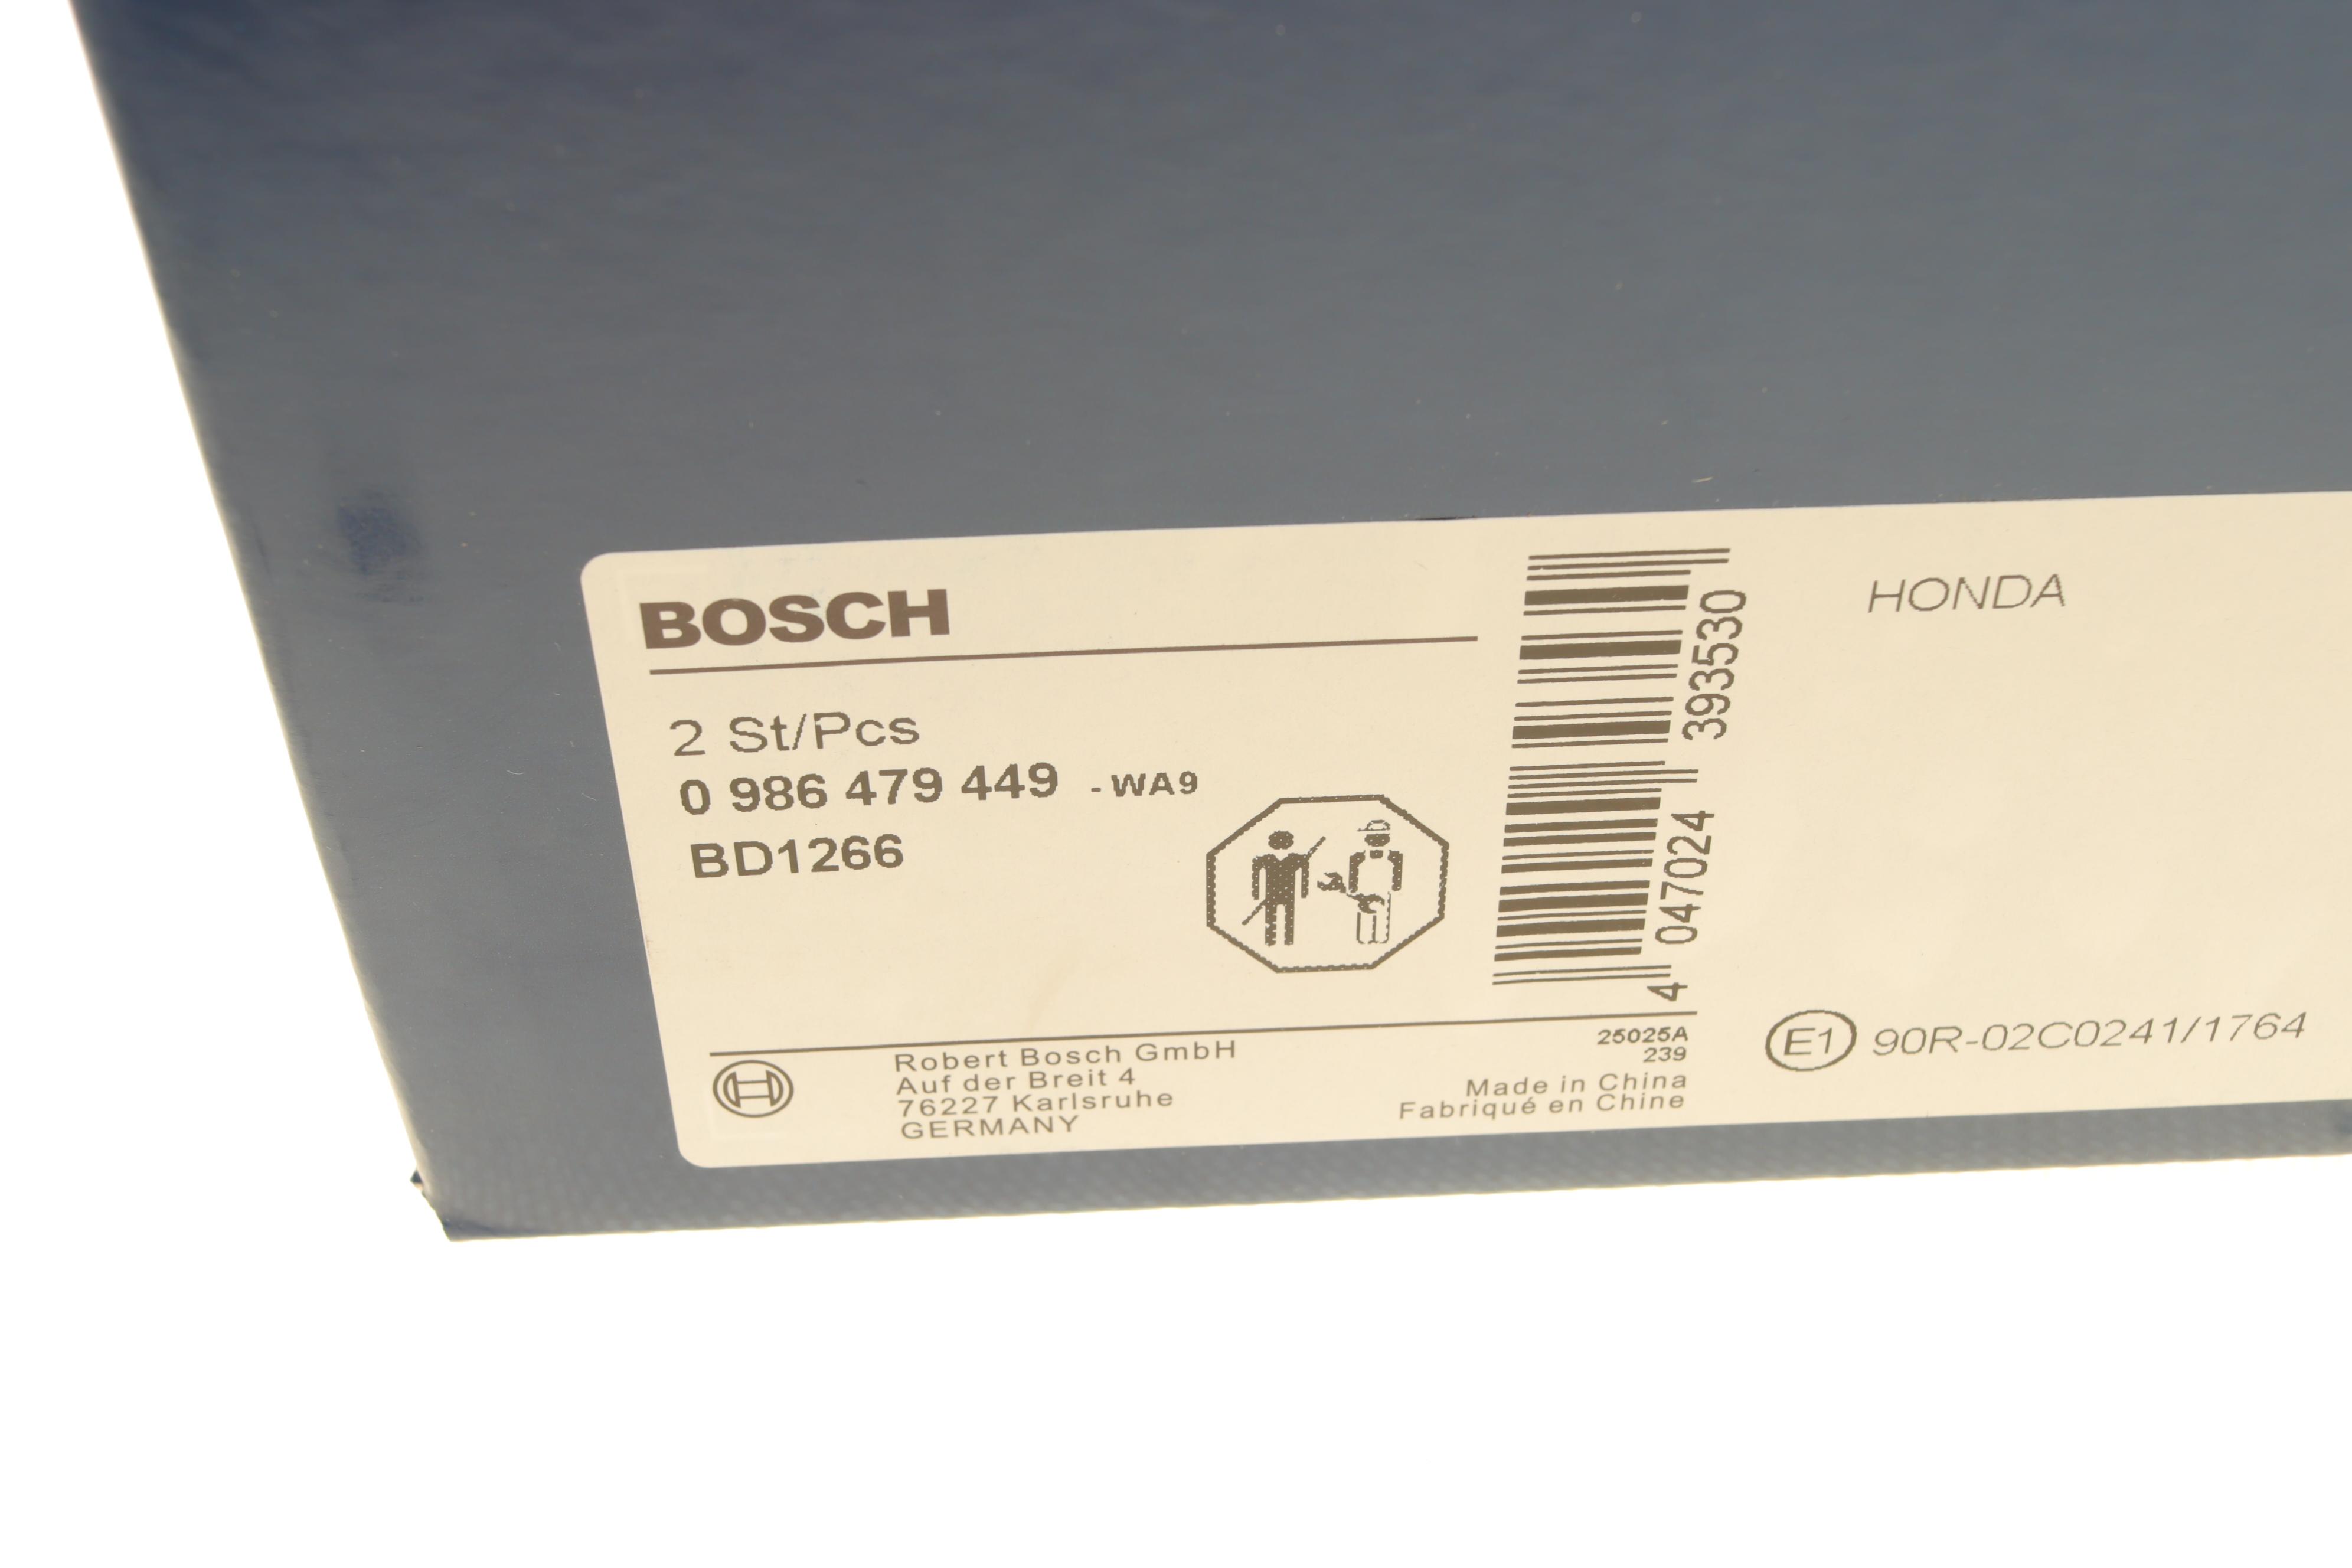 BOSCH
2 St/Pcs
0 986 479 449 -WA9
BD1266
4 047024 393530
HONDA
E1 90R-02C0241/1764
Robert Bosch GmbH
Auf der Breit 4
76227 Karlsruhe
GERMANY
25025A
239
Made in China
Fabriqué en Chine